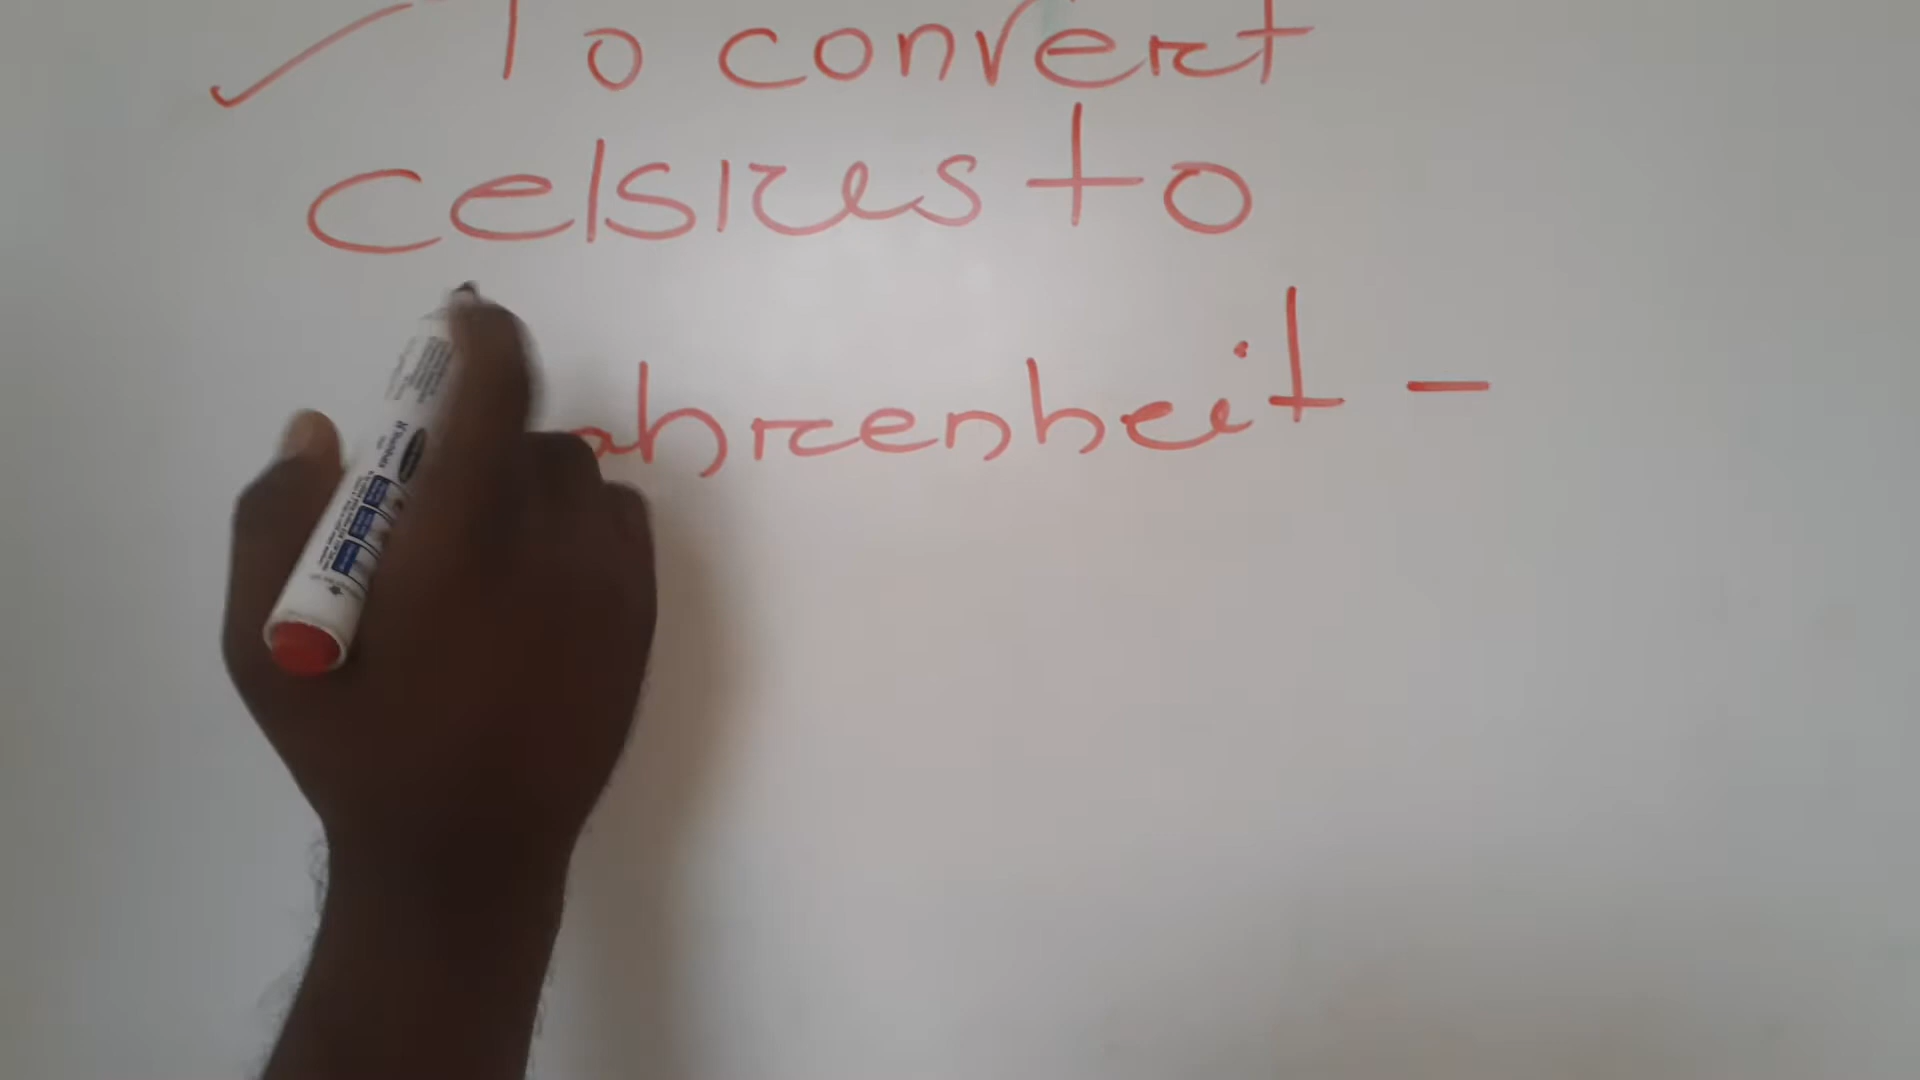 To convert
celsius to
ahrenheit -